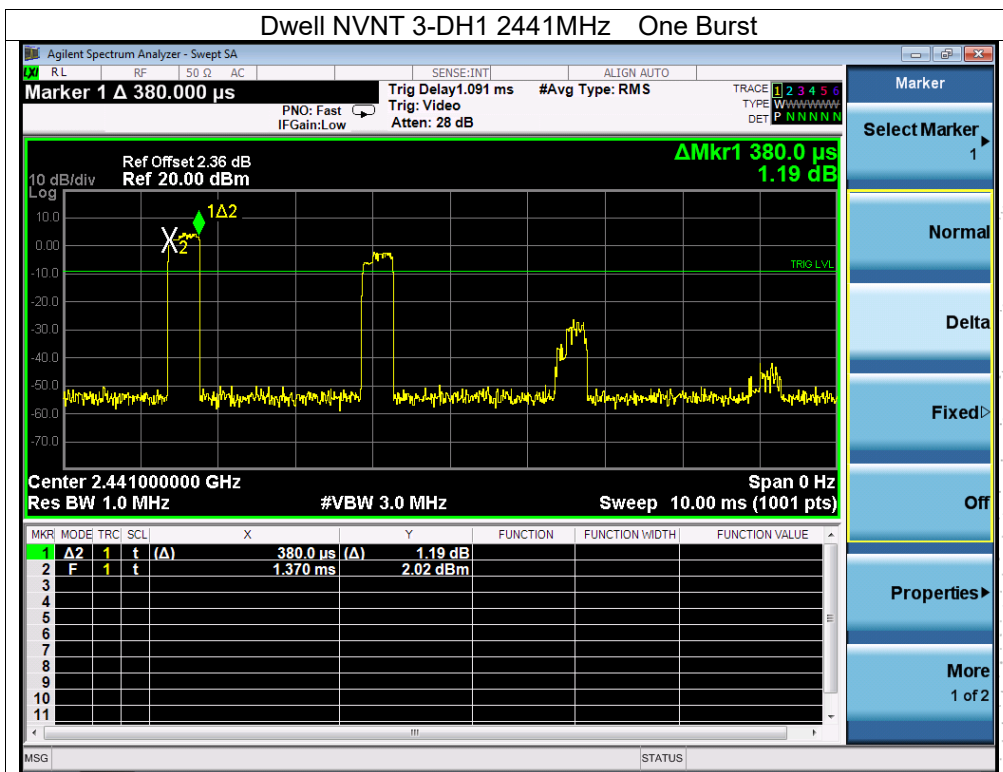 Dwell NVNT 3-DH1 2441MHz One Burst
Agilent Spectrum Analyzer - Swept SA
LXI RL RF 50 Ω AC SENSE:INT ALIGN AUTO
Marker 1 Δ 380.000 µs
PNO: Fast
IFGain:Low
Trig Delay1.091 ms
Trig: Video
Atten: 28 dB
#Avg Type: RMS
TRACE 1 2 3 4 5 6
TYPE WWWWWW
DET P N N N N N
Ref Offset 2.36 dB
Ref 20.00 dBm
10 dB/div
Log
ΔMkr1 380.0 µs
1.19 dB
1Δ2
X2
TRIG LVL
10.0
0.00
-10.0
-20.0
-30.0
-40.0
-50.0
-60.0
-70.0
Center 2.441000000 GHz Span 0 Hz
Res BW 1.0 MHz #VBW 3.0 MHz Sweep 10.00 ms (1001 pts)
MKR MODE TRC SCL X Y FUNCTION FUNCTION WIDTH FUNCTION VALUE
1 Δ2 1 t (Δ) 380.0 µs (Δ) 1.19 dB
2 F 1 t 1.370 ms 2.02 dBm
3
4
5
6
7
8
9
10
11
MSG STATUS
Marker
Select Marker
1
Normal
Delta
Fixed
Off
Properties
More
1 of 2